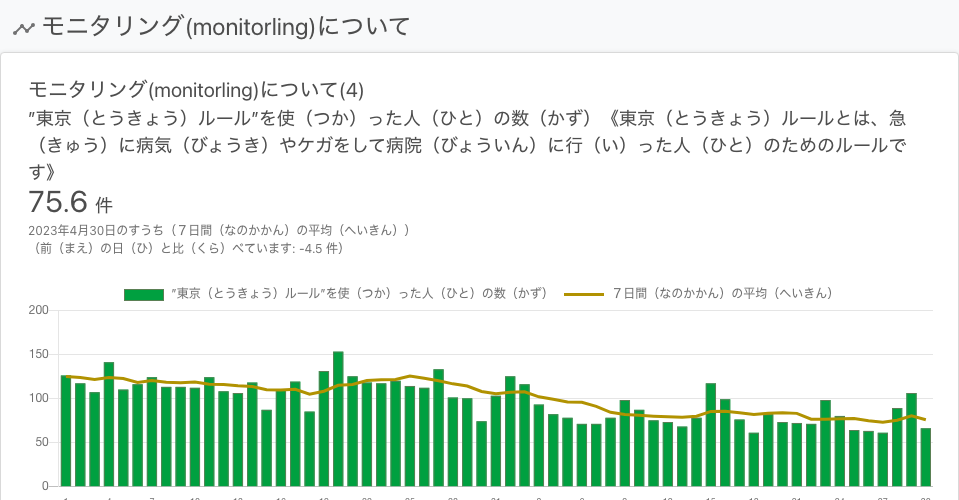 モニタリング(monitorling)について
モニタリング(monitorling)について(4)
”東京（とうきょう）ルール”を使（つか）った人（ひと）の数（かず）《東京（とうきょう）ルールとは、急
（きゅう）に病気（びょうき）やケガをして病院（びょういん）に行（い）った人（ひと）のためのルールで
す》
75.6 件
2023年4月30日のすうち（７日間（なのかかん）の平均（へいきん））
（前（まえ）の日（ひ）と比（くら）べています: -4.5 件）
”東京（とうきょう）ルール”を使（つか）った人（ひと）の数（かず） ７日間（なのかかん）の平均（へいきん）
200
150
100
50
0